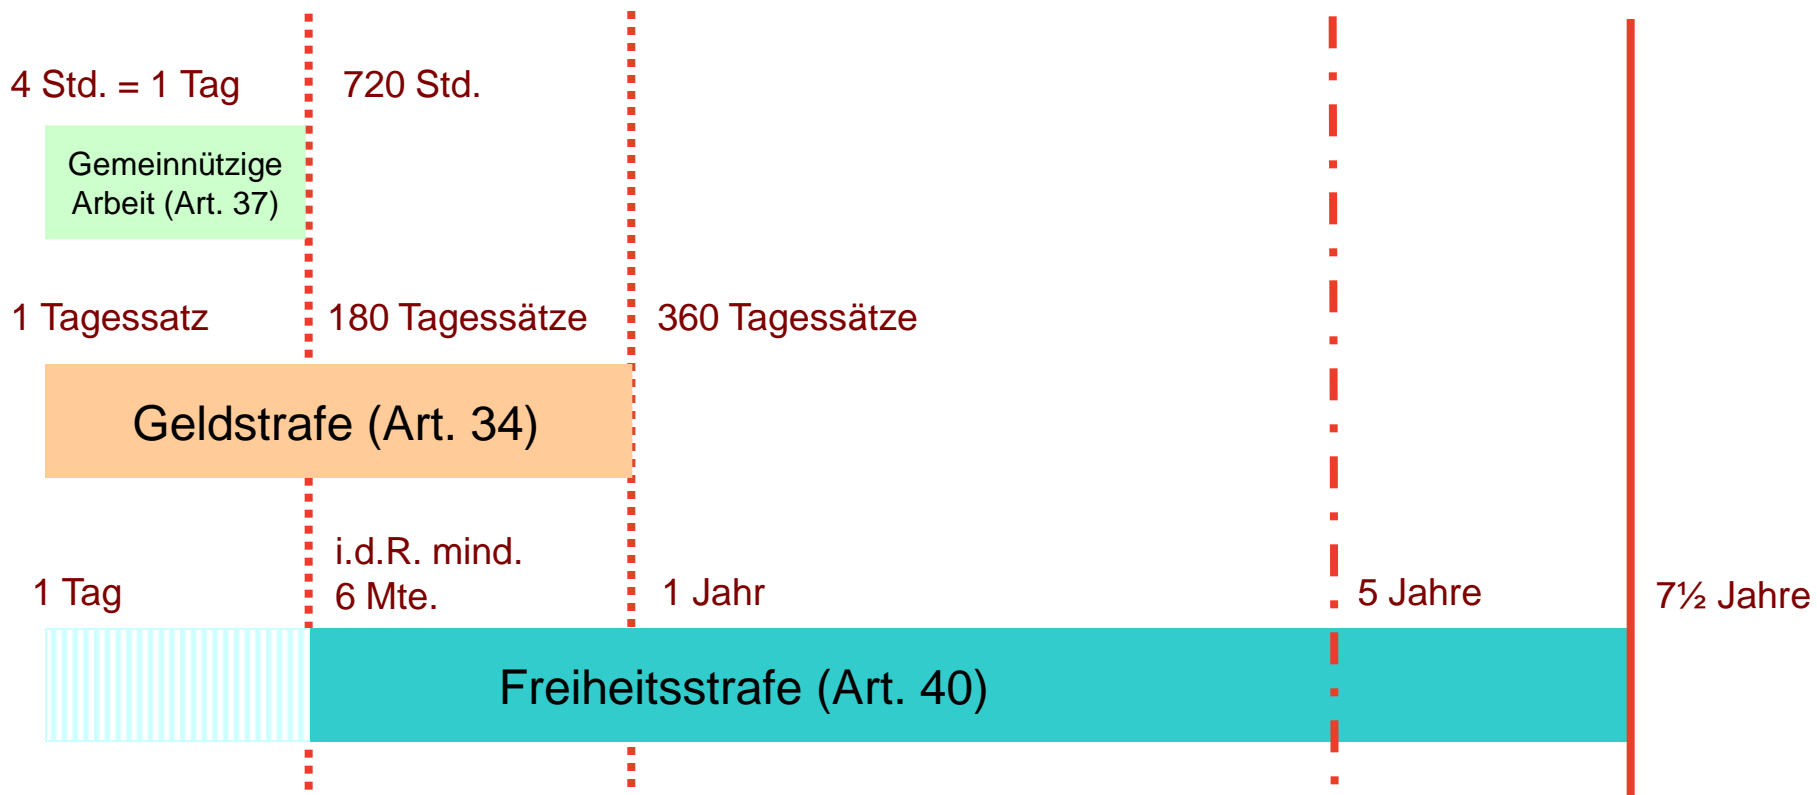 4 Std. = 1 Tag
720 Std.
Gemeinnützige
Arbeit (Art. 37)
1 Tagessatz
180 Tagessätze
360 Tagessätze
Geldstrafe (Art. 34)
i.d.R. mind.
6 Mte.
1 Tag
1 Jahr
5 Jahre
7½ Jahre
Freiheitsstrafe (Art. 40)